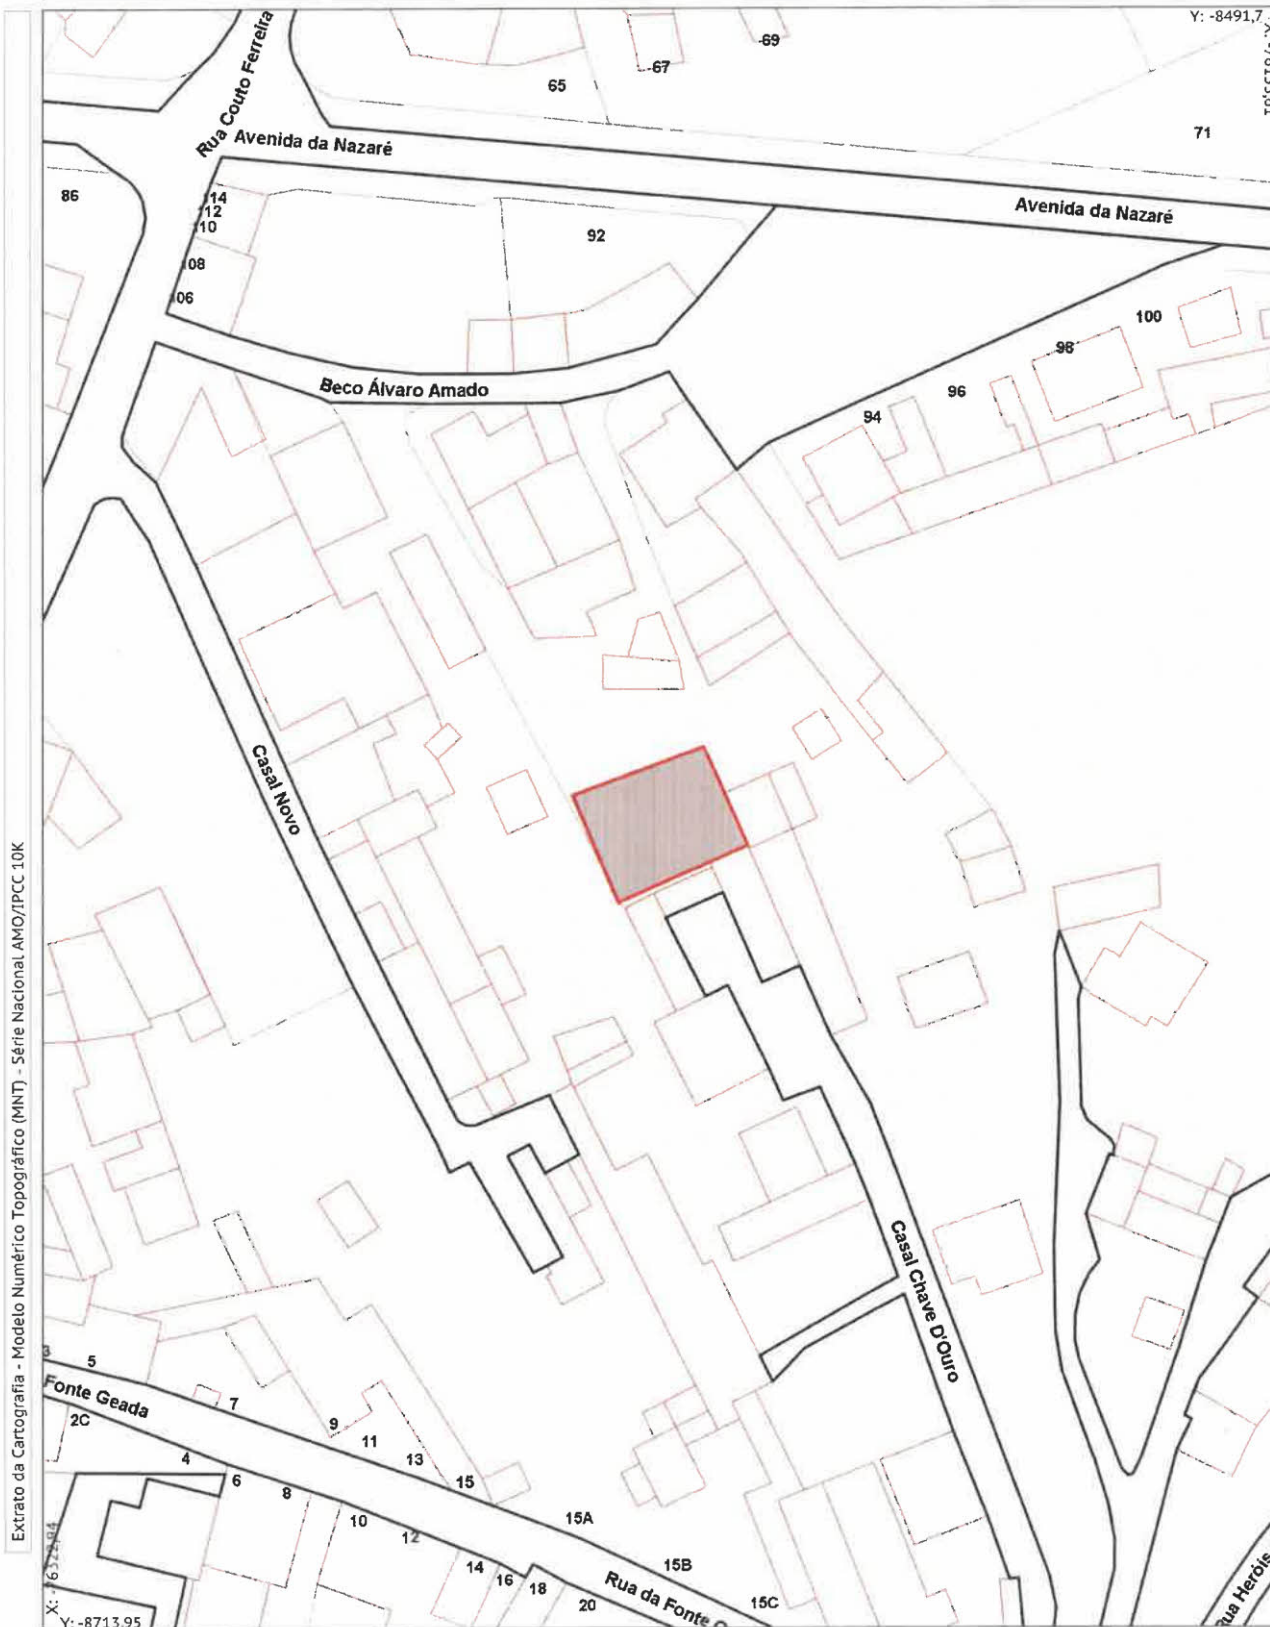 Y: -8491,7
69
67
65
71
Rua Couto Ferreira
Avenida da Nazaré
86
114
112
110
108
106
92
Avenida da Nazaré
100
98
96
94
Beco Álvaro Amado
Casal Novo
Extrato da Cartografia - Modelo Numérico Topográfico (MNT) - Série Nacional AMO/IPCC 10K
Casal Chave D'Ouro
3
5
Fonte Geada
2C
7
9
11
13
15
4
6
8
10
12
14
16
18
20
15A
15B
15C
Rua da Fonte
Rua Heróis
Y: -8713,95